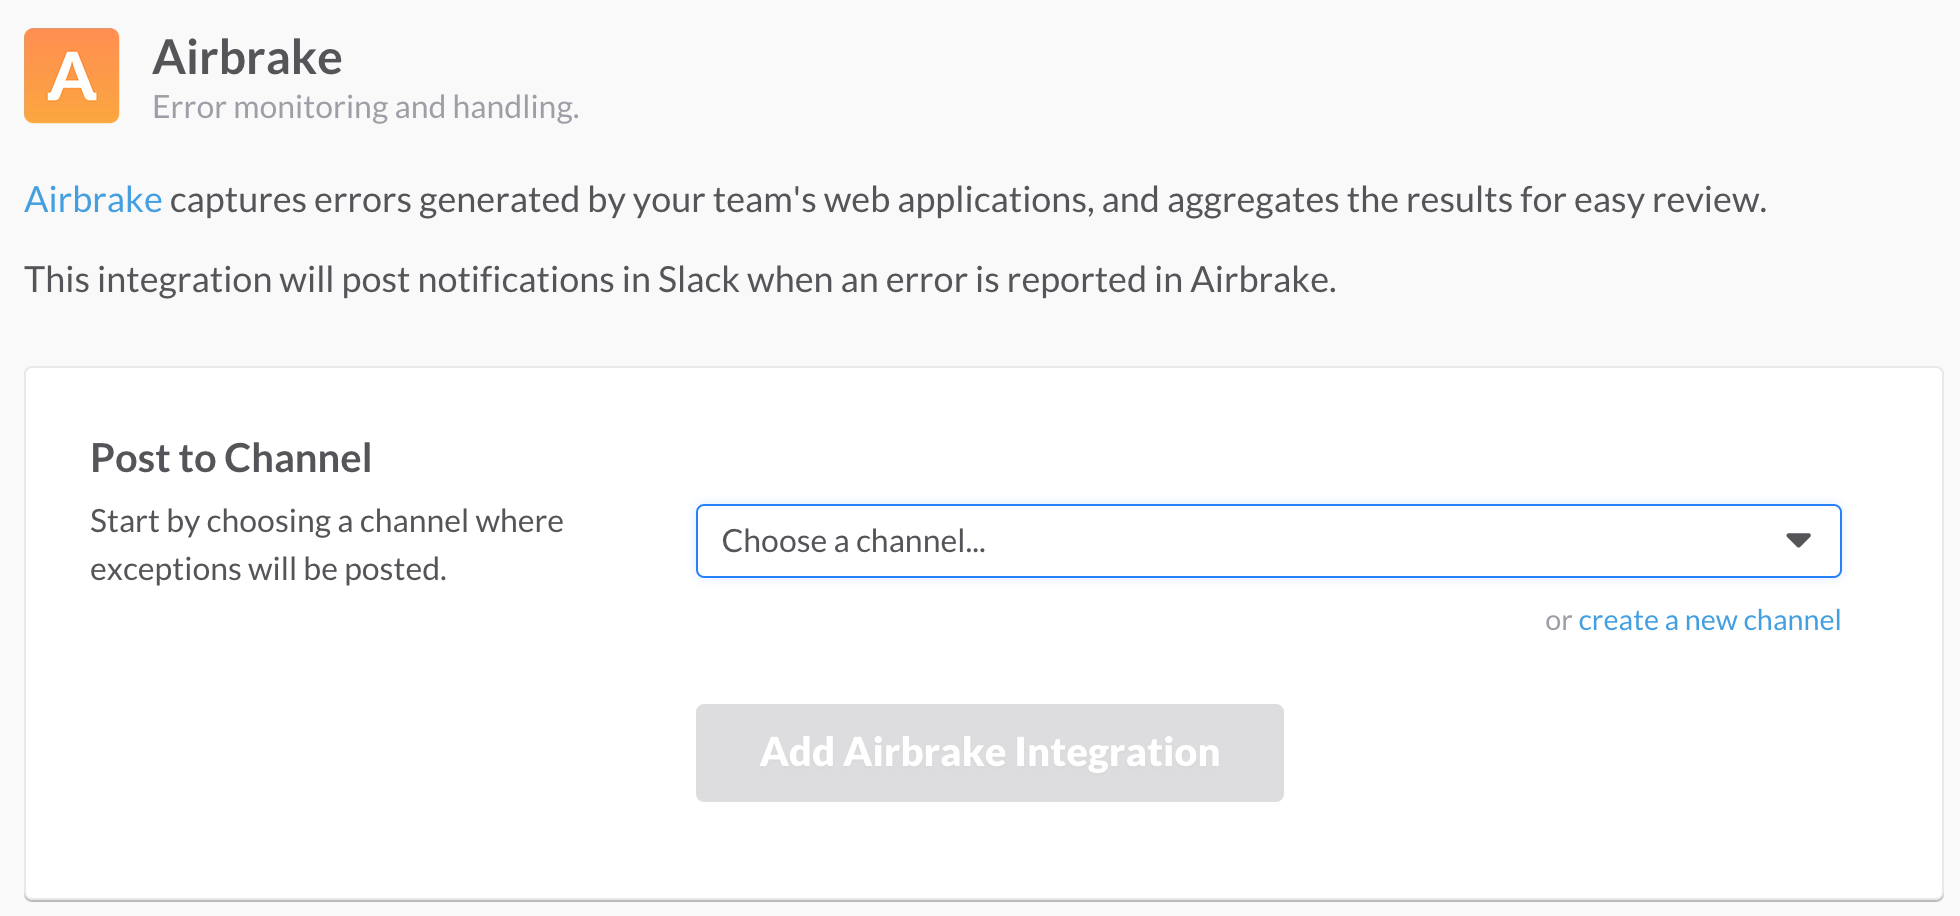 A
Airbrake
Error monitoring and handling.
Airbrake captures errors generated by your team's web applications, and aggregates the results for easy review.
This integration will post notifications in Slack when an error is reported in Airbrake.
Post to Channel
Start by choosing a channel where
exceptions will be posted.
Choose a channel...
or create a new channel
Add Airbrake Integration